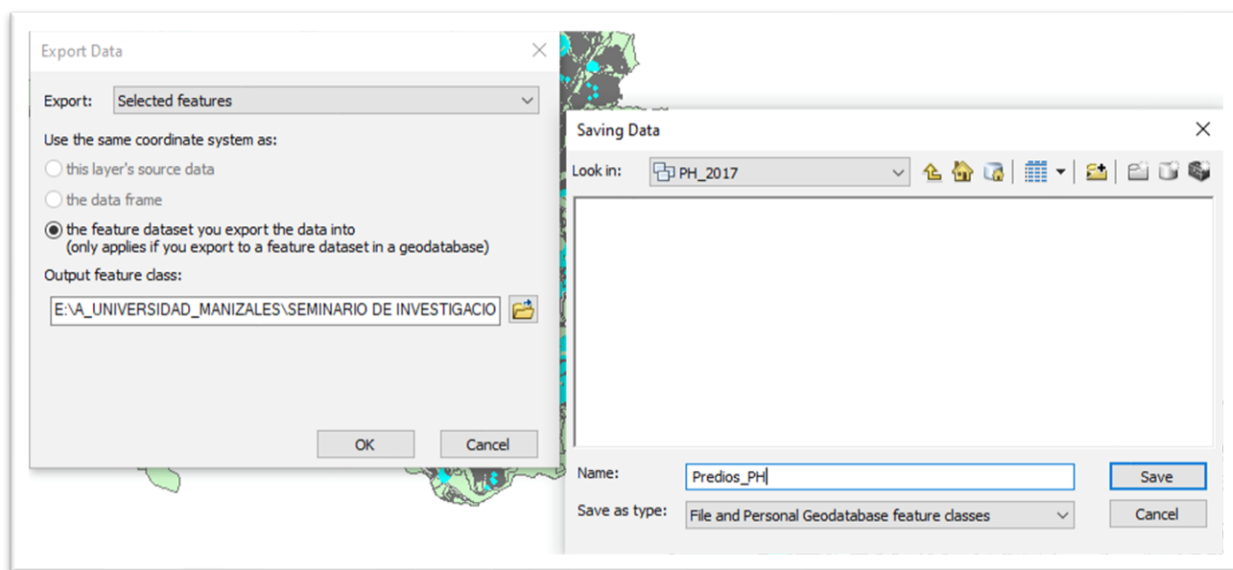 Export Data
Export: Selected features
Use the same coordinate system as:
this layer's source data
the data frame
the feature dataset you export the data into
(only applies if you export to a feature dataset in a geodatabase)
Output feature class:
E:\A_UNIVERSIDAD_MANIZALES\SEMINARIO DE INVESTIGACIO
OK Cancel
Saving Data
Look in: PH_2017
Name: Predios_PH
Save
Save as type: File and Personal Geodatabase feature classes
Cancel